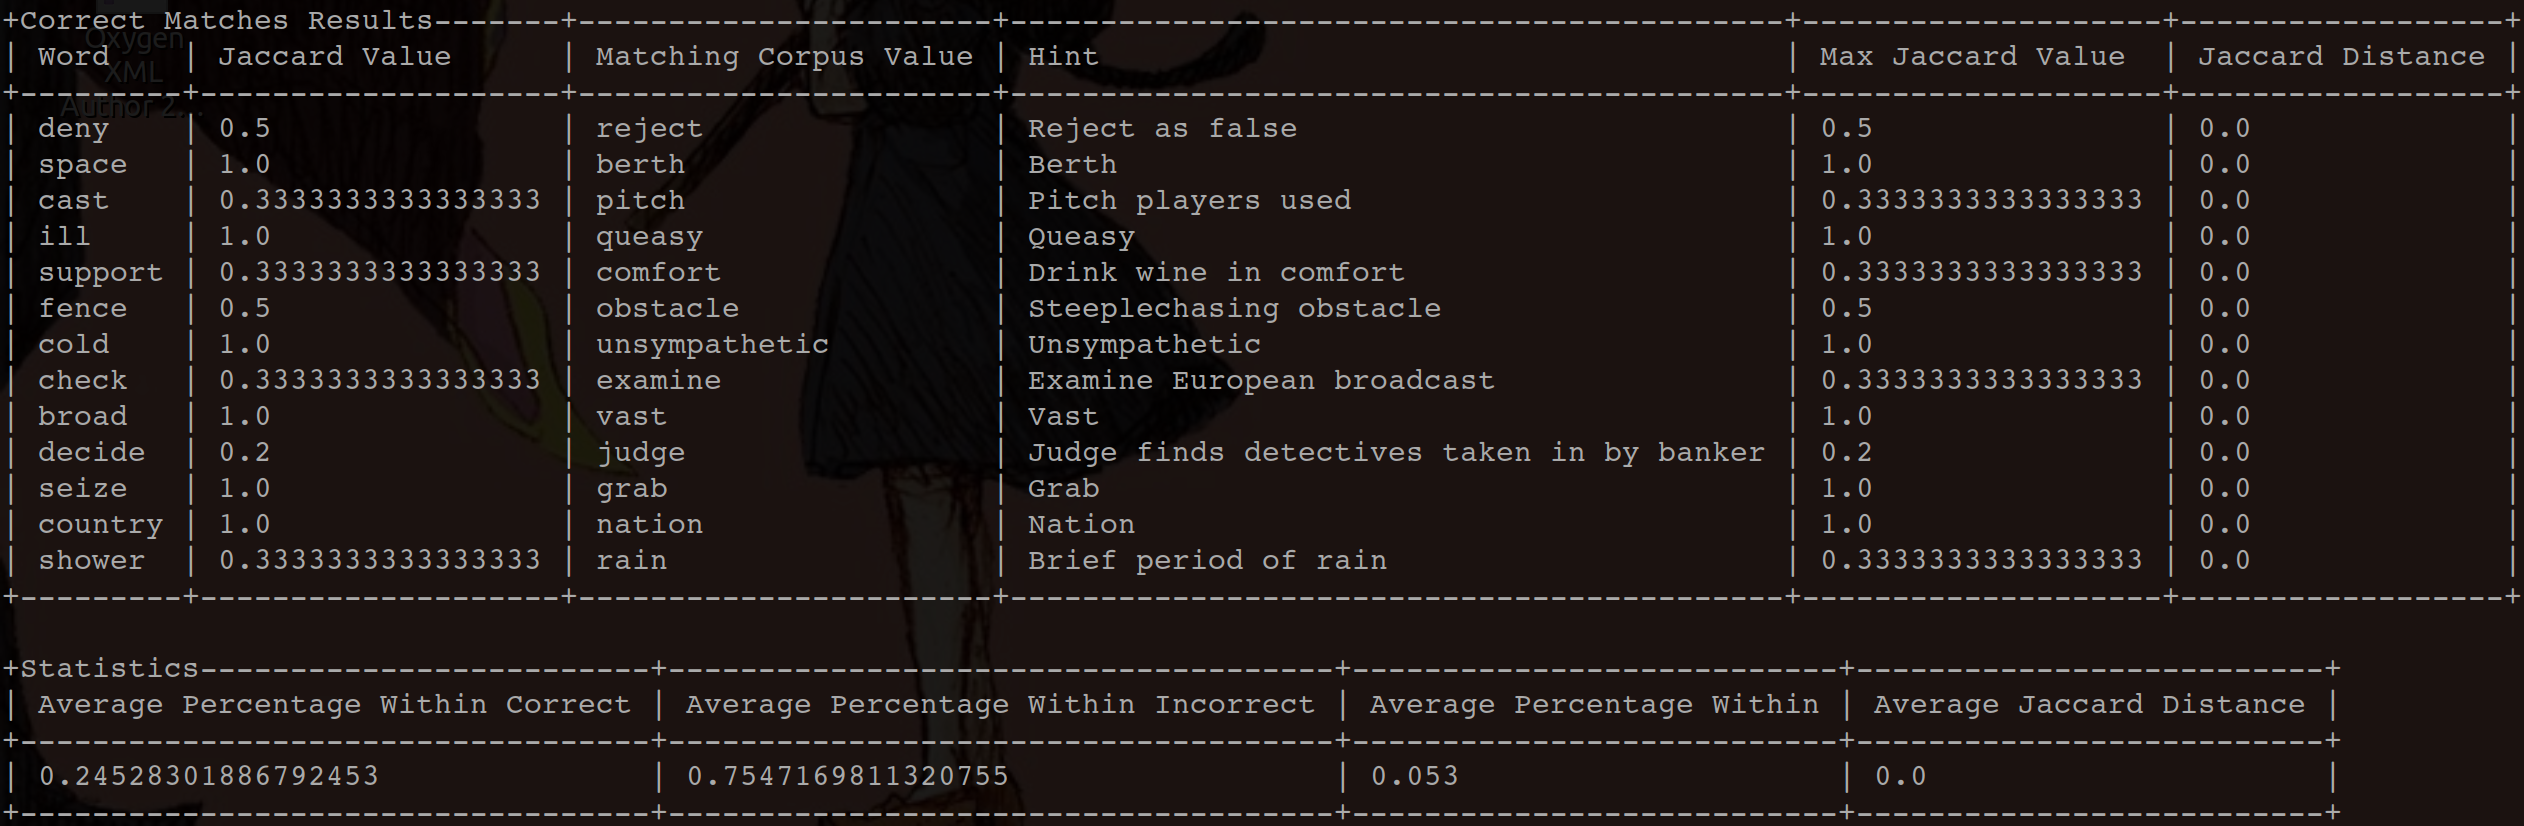 +Correct Matches Results-------+-----------------------+-------------------------------------------+--------------------+------------------+
| Word | Jaccard Value | Matching Corpus Value | Hint | Max Jaccard Value | Jaccard Distance |
+---------+--------------------+-----------------------+-------------------------------------------+--------------------+------------------+
| deny | 0.5 | reject | Reject as false | 0.5 | 0.0 |
| space | 1.0 | berth | Berth | 1.0 | 0.0 |
| cast | 0.3333333333333333 | pitch | Pitch players used | 0.3333333333333333 | 0.0 |
| ill | 1.0 | queasy | Queasy | 1.0 | 0.0 |
| support | 0.3333333333333333 | comfort | Drink wine in comfort | 0.3333333333333333 | 0.0 |
| fence | 0.5 | obstacle | Steeplechasing obstacle | 0.5 | 0.0 |
| cold | 1.0 | unsympathetic | Unsympathetic | 1.0 | 0.0 |
| check | 0.3333333333333333 | examine | Examine European broadcast | 0.3333333333333333 | 0.0 |
| broad | 1.0 | vast | Vast | 1.0 | 0.0 |
| decide | 0.2 | judge | Judge finds detectives taken in by banker | 0.2 | 0.0 |
| seize | 1.0 | grab | Grab | 1.0 | 0.0 |
| country | 1.0 | nation | Nation | 1.0 | 0.0 |
| shower | 0.3333333333333333 | rain | Brief period of rain | 0.3333333333333333 | 0.0 |
+---------+--------------------+-----------------------+-------------------------------------------+--------------------+------------------+
+Statistics-------------------------+-------------------------------------+---------------------------+--------------------------+
| Average Percentage Within Correct | Average Percentage Within Incorrect | Average Percentage Within | Average Jaccard Distance |
+-----------------------------------+-------------------------------------+---------------------------+--------------------------+
| 0.24528301886792453 | 0.7547169811320755 | 0.053 | 0.0 |
+-----------------------------------+-------------------------------------+---------------------------+--------------------------+
Oxygen
XML
Author 2...